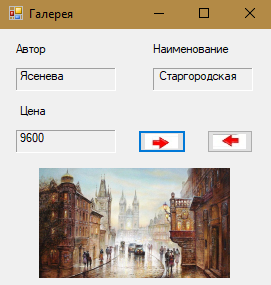 Галерея
Автор Наименование
Ясенева Старгородская
Цена
9600